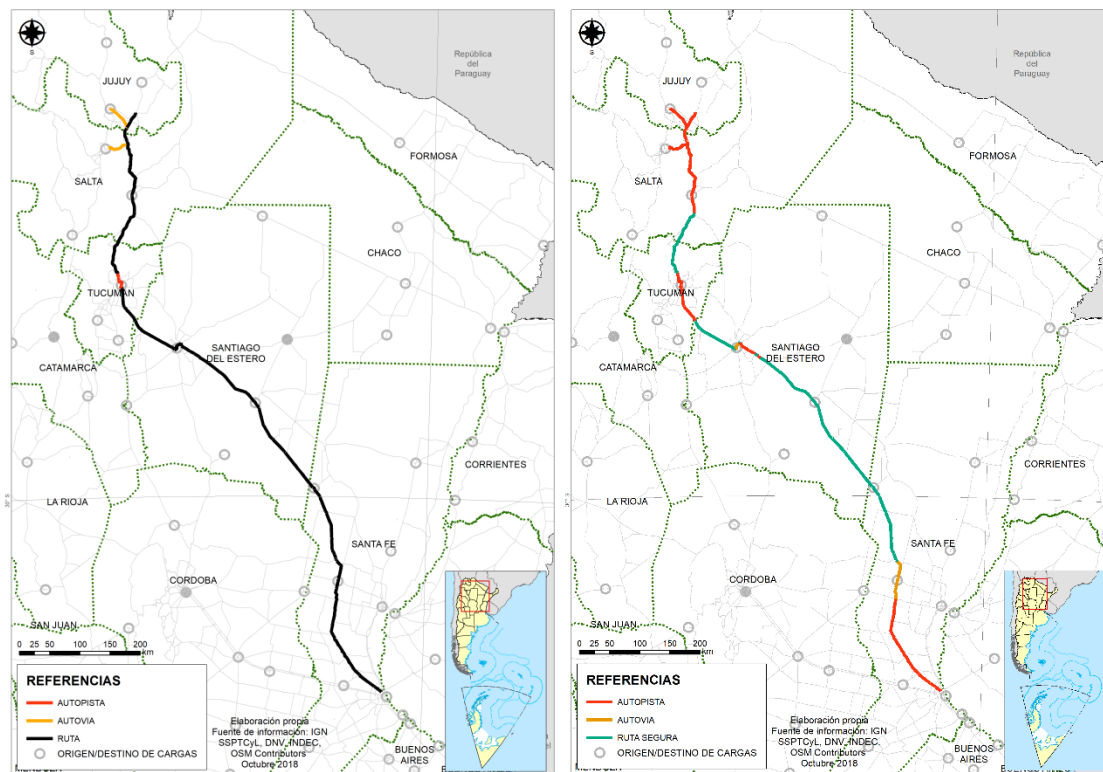 S
República
del
Paraguay
JUJUY
FORMOSA
SALTA
CHACO
TUCUMAN
SANTIAGO
DEL ESTERO
CATAMARCA
CORRIENTES
LA RIOJA
SANTA FE
CORDOBA
SAN JUAN
0 25 50 100 150 200
km
REFERENCIAS
AUTOPISTA
AUTOVIA
RUTA
ORIGEN/DESTINO DE CARGAS
Elaboración propia
Fuente de información: IGN
SSPTCyL, DNV, INDEC,
OSM Contributors
Octubre 2018
BUENOS
AIRES
S
República
del
Paraguay
JUJUY
FORMOSA
SALTA
CHACO
TUCUMAN
SANTIAGO
DEL ESTERO
CATAMARCA
CORRIENTES
LA RIOJA
SANTA FE
CORDOBA
SAN JUAN
0 25 50 100 150 200
km
REFERENCIAS
AUTOPISTA
AUTOVIA
RUTA SEGURA
ORIGEN/DESTINO DE CARGAS
Elaboración propia
Fuente de información: IGN
SSPTCyL, DNV, INDEC,
OSM Contributors
Octubre 2018
BUENOS
AIRES